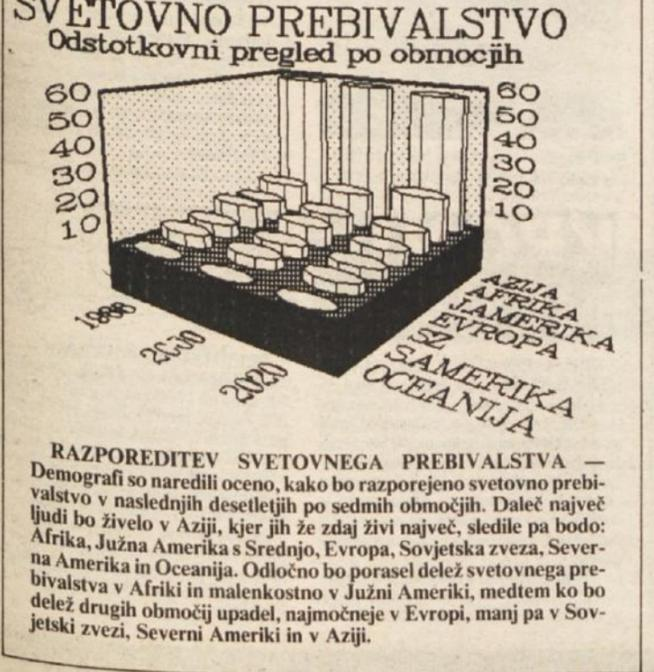 SVETOVNO PREBIVALSTVO
Odstotkovni pregled po obmocjih
60 60
50 50
40 40
30 30
20 20
10 10
AZIJA
AFRIKA
J.AMERIKA
EVROPA
SZ
S.AMERIKA
OCEANIJA
2020
RAZPOREDITEV SVETOVNEGA PREBIVALSTVA —
Demografi so naredili oceno, kako bo razporejeno svetovno prebi-
valstvo v naslednjih desetletjih po sedmih območjih. Daleč največ
ljudi bo živelo v Aziji, kjer jih že zdaj živi največ, sledile pa bodo:
Afrika, Južna Amerika s Srednjo, Evropa, Sovjetska zveza, Sever-
na Amerika in Oceanija. Odločno bo porasel delež svetovnega pre-
bivalstva v Afriki in malenkostno v Južni Ameriki, medtem ko bo
delež drugih območij upadel, najmočneje v Evropi, manj pa v Sov-
jetski zvezi, Severni Ameriki in v Aziji.